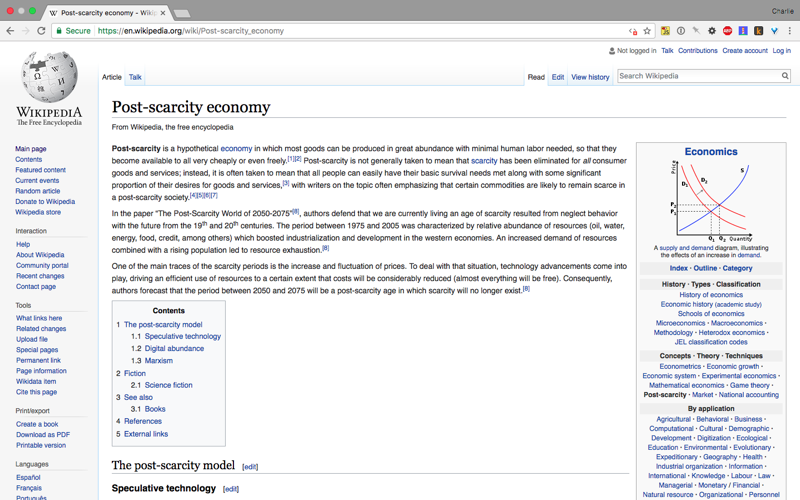 Post-scarcity economy - Wiki
Charlie
Secure
https://en.wikipedia.org/wiki/Post-scarcity_economy
Not logged in Talk Contributions Create account Log in
Article Talk
Read Edit View history
Search Wikipedia
WIKIPEDIA
The Free Encyclopedia
Main page
Contents
Featured content
Current events
Random article
Donate to Wikipedia
Wikipedia store
Interaction
Help
About Wikipedia
Community portal
Recent changes
Contact page
Tools
What links here
Related changes
Upload file
Special pages
Permanent link
Page information
Wikidata item
Cite this page
Print/export
Create a book
Download as PDF
Printable version
Languages
Español
Français
Português
Post-scarcity economy
From Wikipedia, the free encyclopedia
Post-scarcity is a hypothetical economy in which most goods can be produced in great abundance with minimal human labor needed, so that they
become available to all very cheaply or even freely.[1][2] Post-scarcity is not generally taken to mean that scarcity has been eliminated for all consumer
goods and services; instead, it is often taken to mean that all people can easily have their basic survival needs met along with some significant
proportion of their desires for goods and services,[3] with writers on the topic often emphasizing that certain commodities are likely to remain scarce in
a post-scarcity society.[4][5][6][7]
In the paper "The Post-Scarcity World of 2050-2075"[8], authors defend that we are currently living an age of scarcity resulted from neglect behavior
with the future from the 19th and 20th centuries. The period between 1975 and 2005 was characterized by relative abundance of resources (oil, water,
energy, food, credit, among others) which boosted industrialization and development in the western economies. An increased demand of resources
combined with a rising population led to resource exhaustion.[8]
One of the main traces of the scarcity periods is the increase and fluctuation of prices. To deal with that situation, technology advancements come into
play, driving an efficient use of resources to a certain extent that costs will be considerably reduced (almost everything will be free). Consequently,
authors forecast that the period between 2050 and 2075 will be a post-scarcity age in which scarcity will no longer exist.[8]
Contents
1 The post-scarcity model
1.1 Speculative technology
1.2 Digital abundance
1.3 Marxism
2 Fiction
2.1 Science fiction
3 See also
3.1 Books
4 References
5 External links
The post-scarcity model [edit]
Speculative technology [edit]
Economics
Price
S
D1
D2
P2
P1
Q1 Q2 Quantity
A supply and demand diagram, illustrating
the effects of an increase in demand.
Index · Outline · Category
History · Types · Classification
History of economics
Economic history (academic study)
Schools of economics
Microeconomics · Macroeconomics ·
Methodology · Heterodox economics ·
JEL classification codes
Concepts · Theory · Techniques
Econometrics · Economic growth ·
Economic system · Experimental economics ·
Mathematical economics · Game theory ·
Post-scarcity · Market · National accounting
By application
Agricultural · Behavioral · Business ·
Computational · Cultural · Demographic ·
Development · Digitization · Ecological ·
Education · Environmental · Evolutionary ·
Expeditionary · Geography · Health ·
Industrial organization · Information ·
International · Knowledge · Labour · Law ·
Managerial · Monetary / Financial ·
Natural resource · Organizational · Personnel